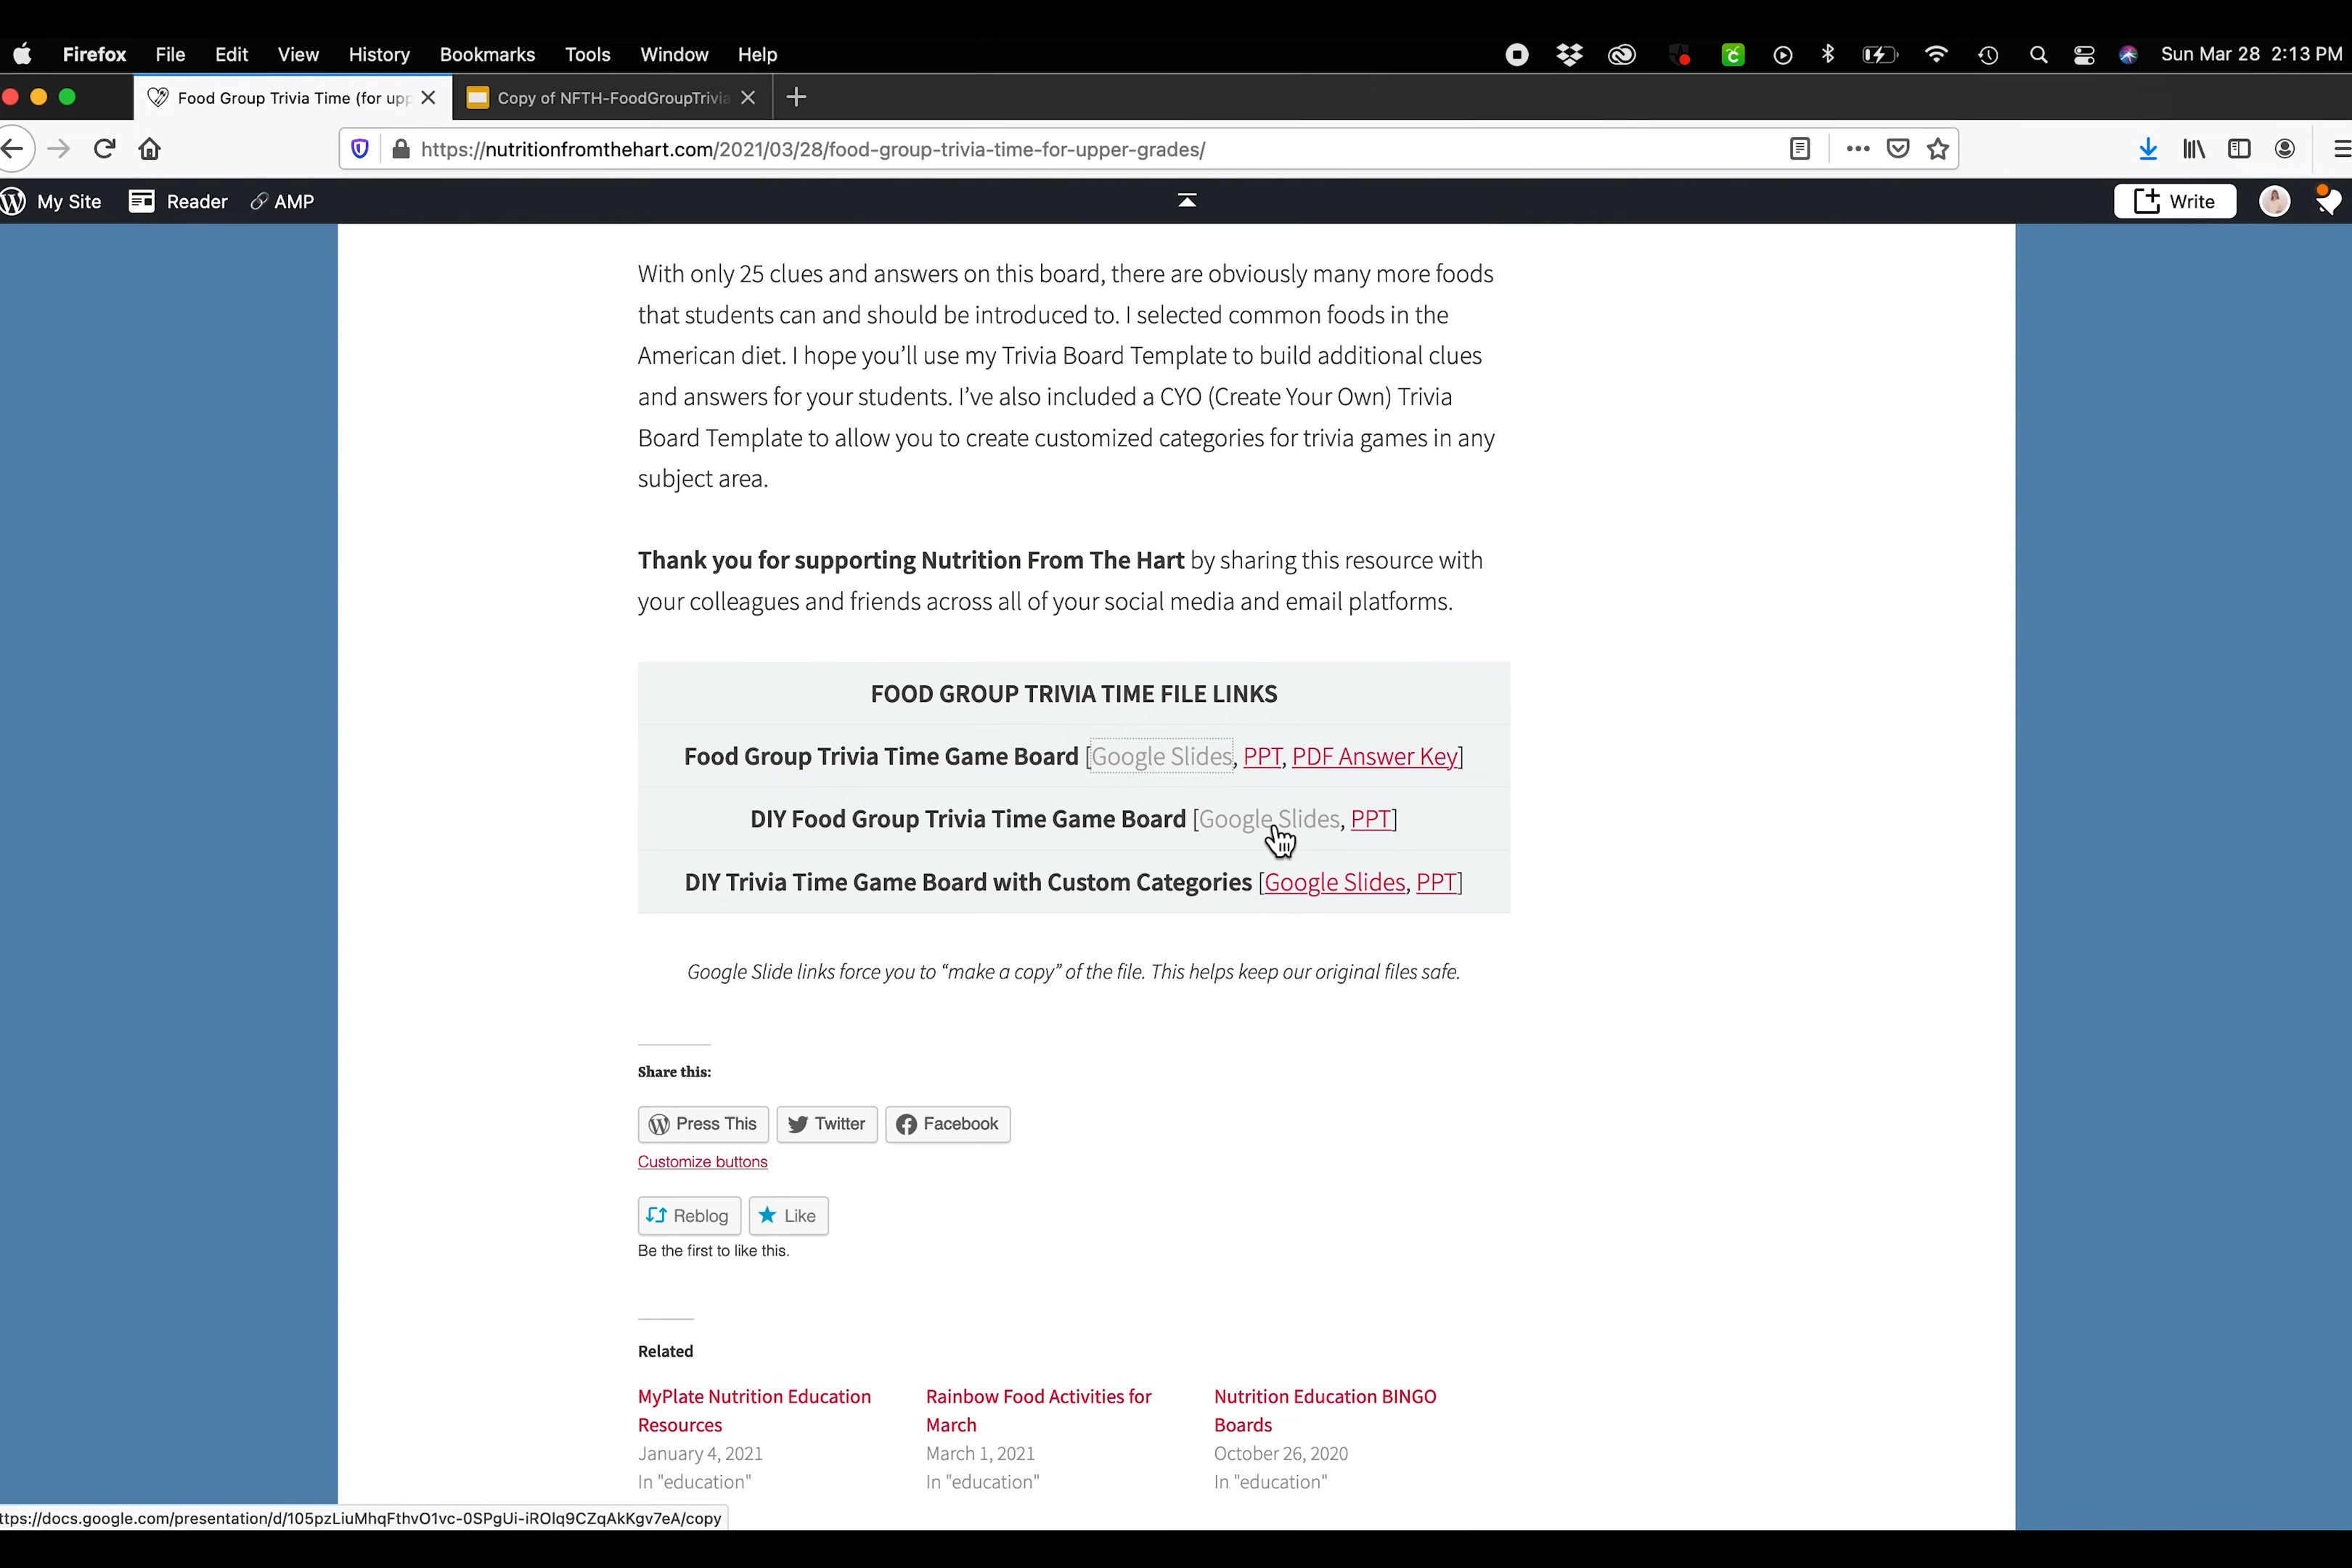 Firefox File Edit View History Bookmarks Tools Window Help Sun Mar 28 2:13 PM
Food Group Trivia Time (for upp Copy of NFTH-FoodGroupTrivia
https://nutritionfromthehart.com/2021/03/28/food-group-trivia-time-for-upper-grades/
My Site Reader AMP Write
With only 25 clues and answers on this board, there are obviously many more foods
that students can and should be introduced to. I selected common foods in the
American diet. I hope you’ll use my Trivia Board Template to build additional clues
and answers for your students. I’ve also included a CYO (Create Your Own) Trivia
Board Template to allow you to create customized categories for trivia games in any
subject area.
Thank you for supporting Nutrition From The Hart by sharing this resource with
your colleagues and friends across all of your social media and email platforms.
FOOD GROUP TRIVIA TIME FILE LINKS
Food Group Trivia Time Game Board [Google Slides, PPT, PDF Answer Key]
DIY Food Group Trivia Time Game Board [Google Slides, PPT]
DIY Trivia Time Game Board with Custom Categories [Google Slides, PPT]
Google Slide links force you to “make a copy” of the file. This helps keep our original files safe.
Share this:
Press This Twitter Facebook
Customize buttons
Reblog Like
Be the first to like this.
Related
MyPlate Nutrition Education
Resources
January 4, 2021
In "education"
Rainbow Food Activities for
March
March 1, 2021
In "education"
Nutrition Education BINGO
Boards
October 26, 2020
In "education"
ttps://docs.google.com/presentation/d/105pzLiuMhqFthvO1vc-0SPgUi-iROlq9CZqAkKgv7eA/copy